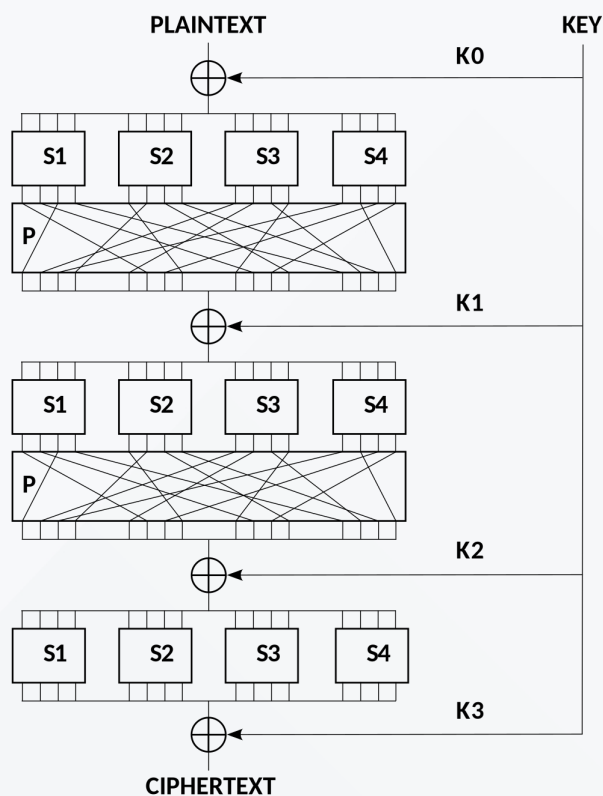 PLAINTEXT KEY
K0
S1 S2 S3 S4
P
K1
S1 S2 S3 S4
P
K2
S1 S2 S3 S4
K3
CIPHERTEXT